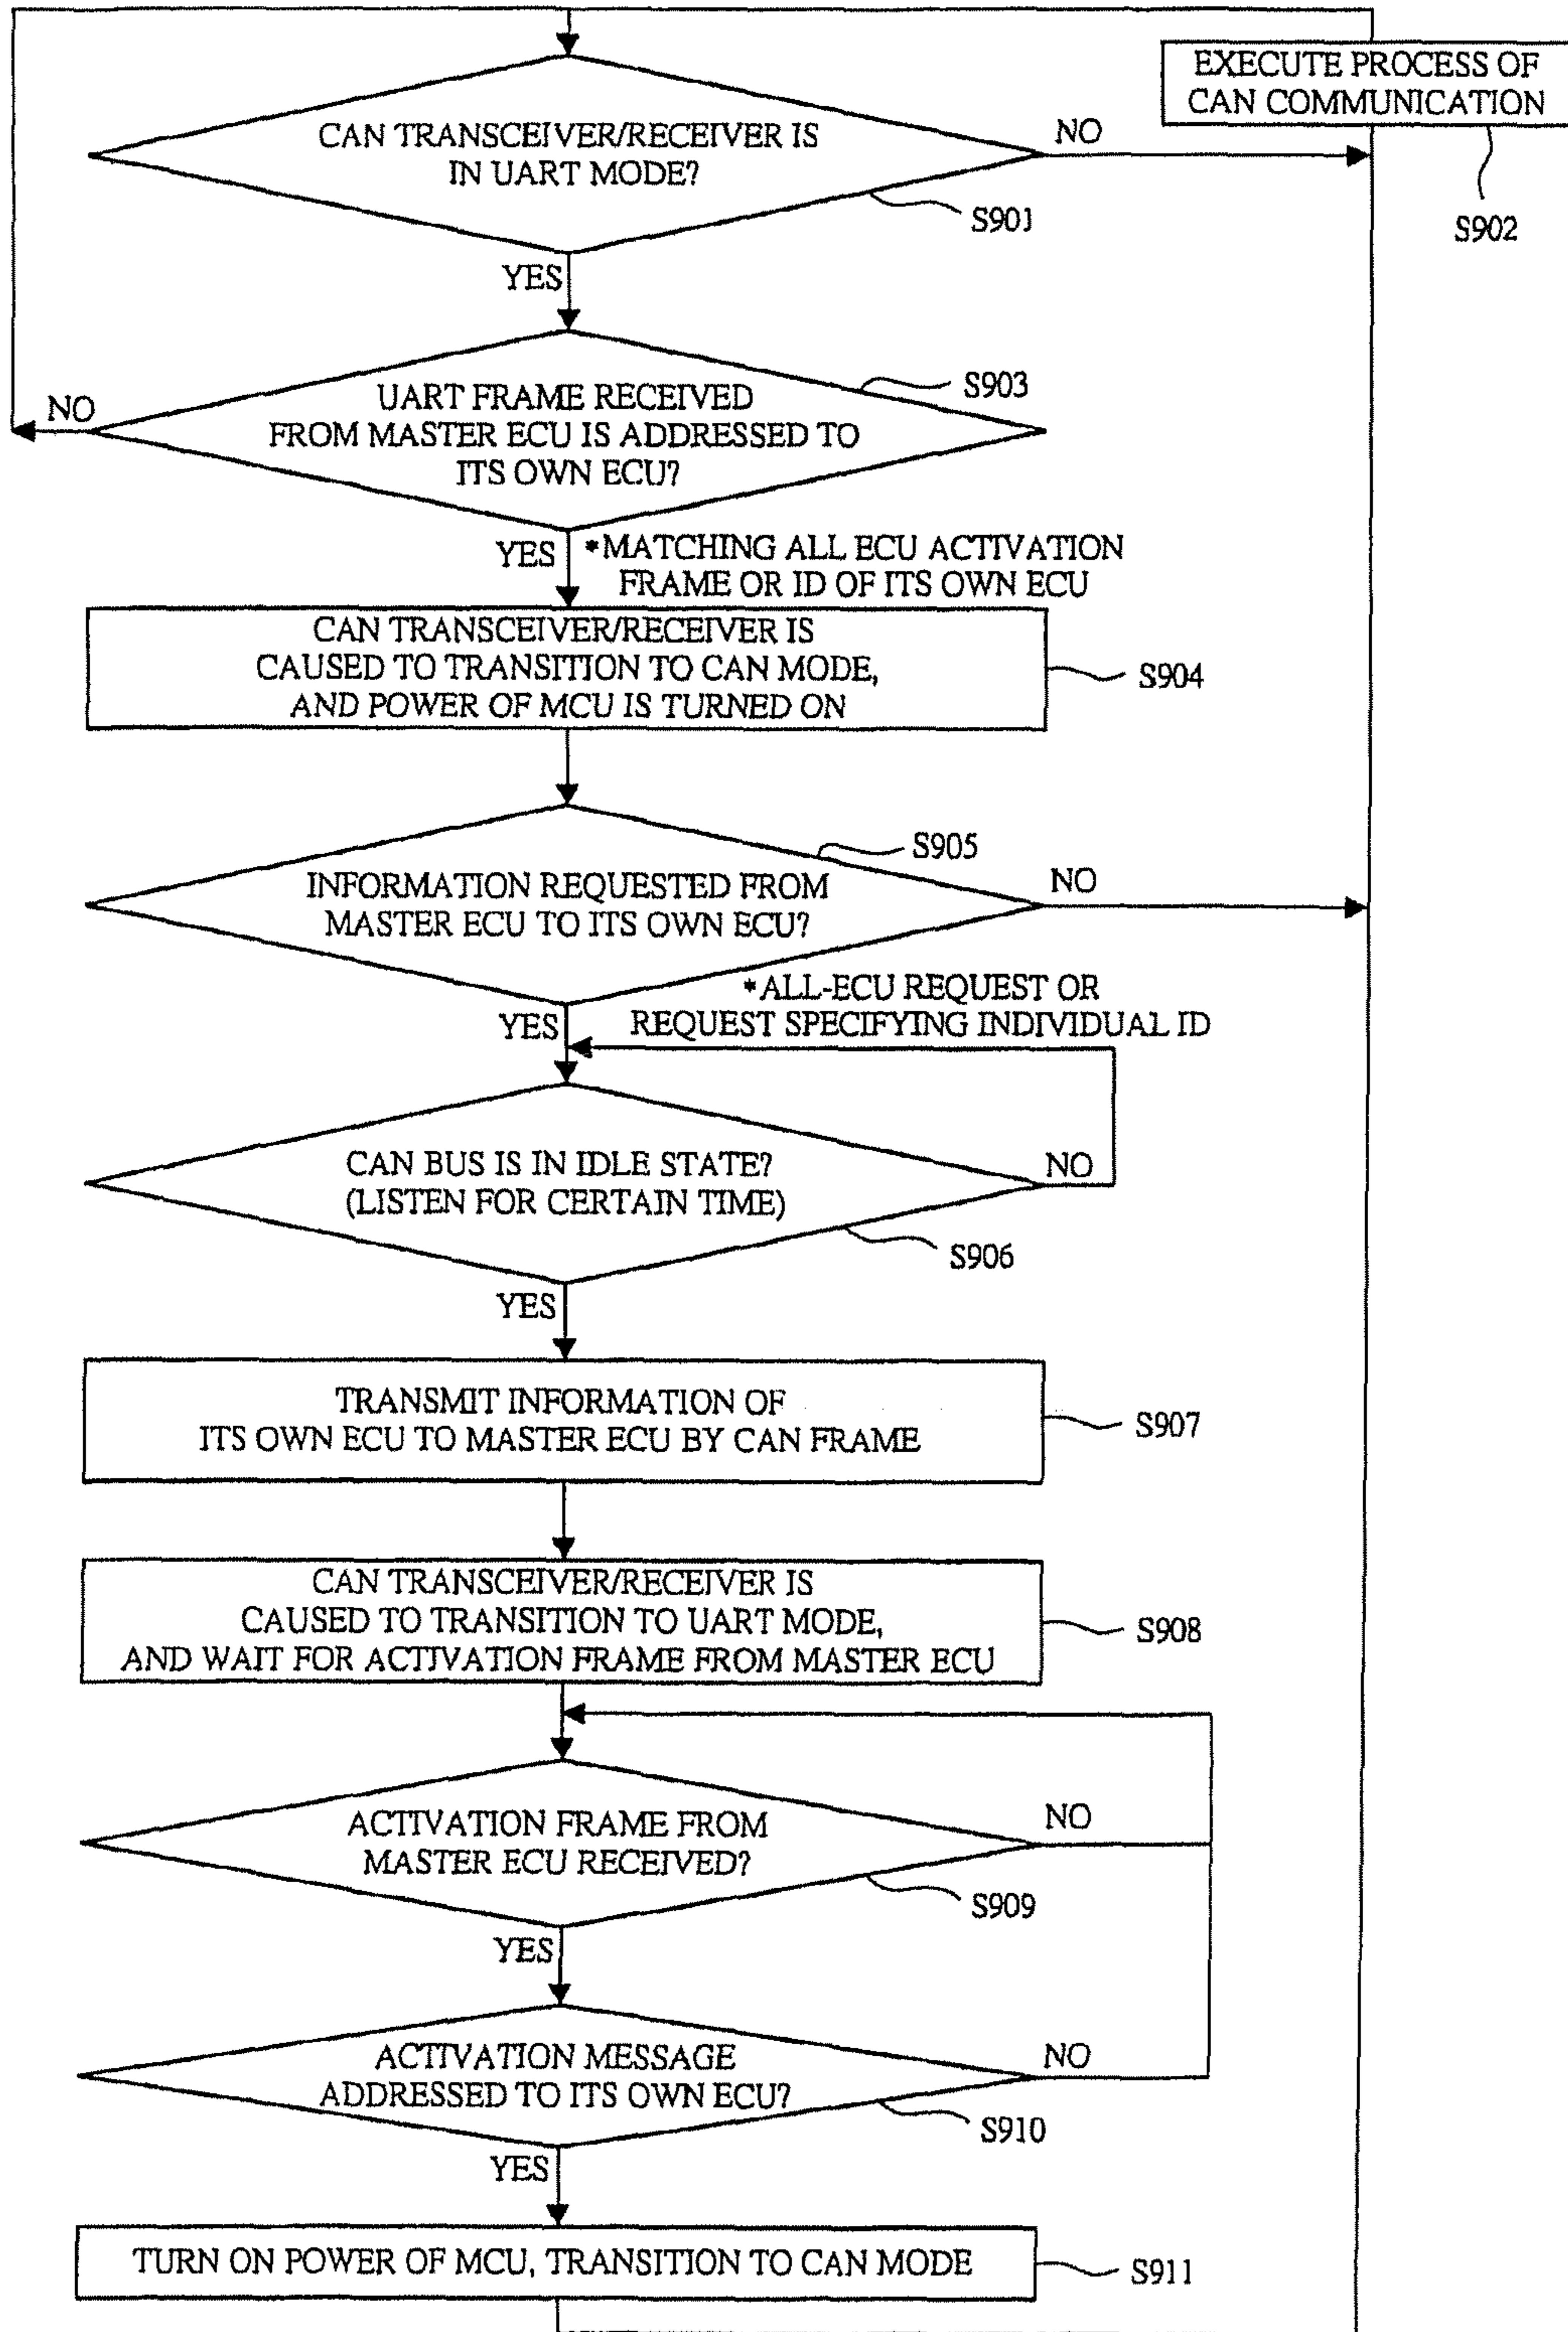 EXECUTE PROCESS OF
CAN COMMUNICATION
S902
CAN TRANSCEIVER/RECEIVER IS
IN UART MODE?
NO
S901
YES
UART FRAME RECEIVED
FROM MASTER ECU IS ADDRESSED TO
ITS OWN ECU?
S903
NO
YES
*MATCHING ALL ECU ACTIVATION
FRAME OR ID OF ITS OWN ECU
CAN TRANSCEIVER/RECEIVER IS
CAUSED TO TRANSITION TO CAN MODE,
AND POWER OF MCU IS TURNED ON
S904
S905
INFORMATION REQUESTED FROM
MASTER ECU TO ITS OWN ECU?
NO
YES
*ALL-ECU REQUEST OR
REQUEST SPECIFYING INDIVIDUAL ID
CAN BUS IS IN IDLE STATE?
(LISTEN FOR CERTAIN TIME)
NO
S906
YES
TRANSMIT INFORMATION OF
ITS OWN ECU TO MASTER ECU BY CAN FRAME
S907
CAN TRANSCEIVER/RECEIVER IS
CAUSED TO TRANSITION TO UART MODE,
AND WAIT FOR ACTIVATION FRAME FROM MASTER ECU
S908
ACTIVATION FRAME FROM
MASTER ECU RECEIVED?
NO
S909
YES
ACTIVATION MESSAGE
ADDRESSED TO ITS OWN ECU?
NO
S910
YES
TURN ON POWER OF MCU, TRANSITION TO CAN MODE
S911